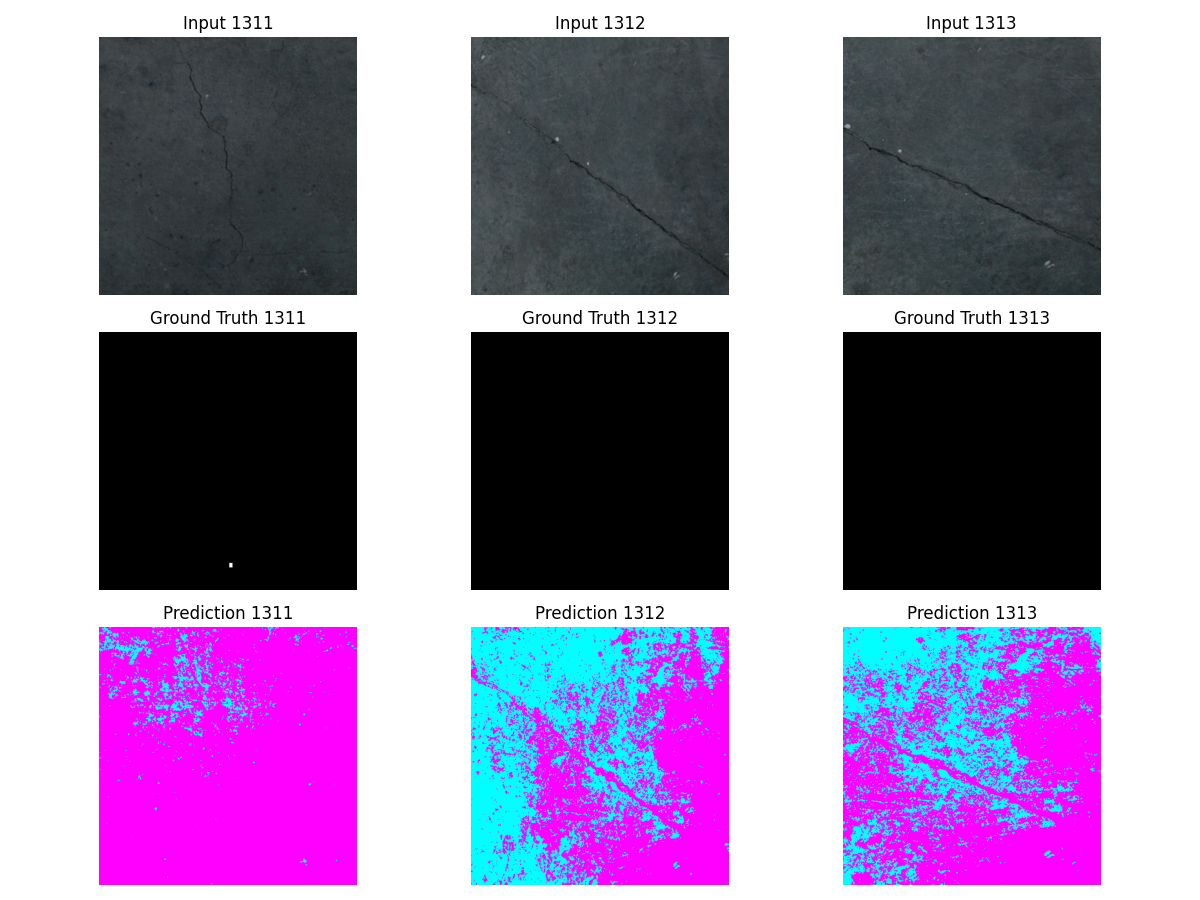 Input 1311
Input 1312
Input 1313
Ground Truth 1311
Ground Truth 1312
Ground Truth 1313
Prediction 1311
Prediction 1312
Prediction 1313